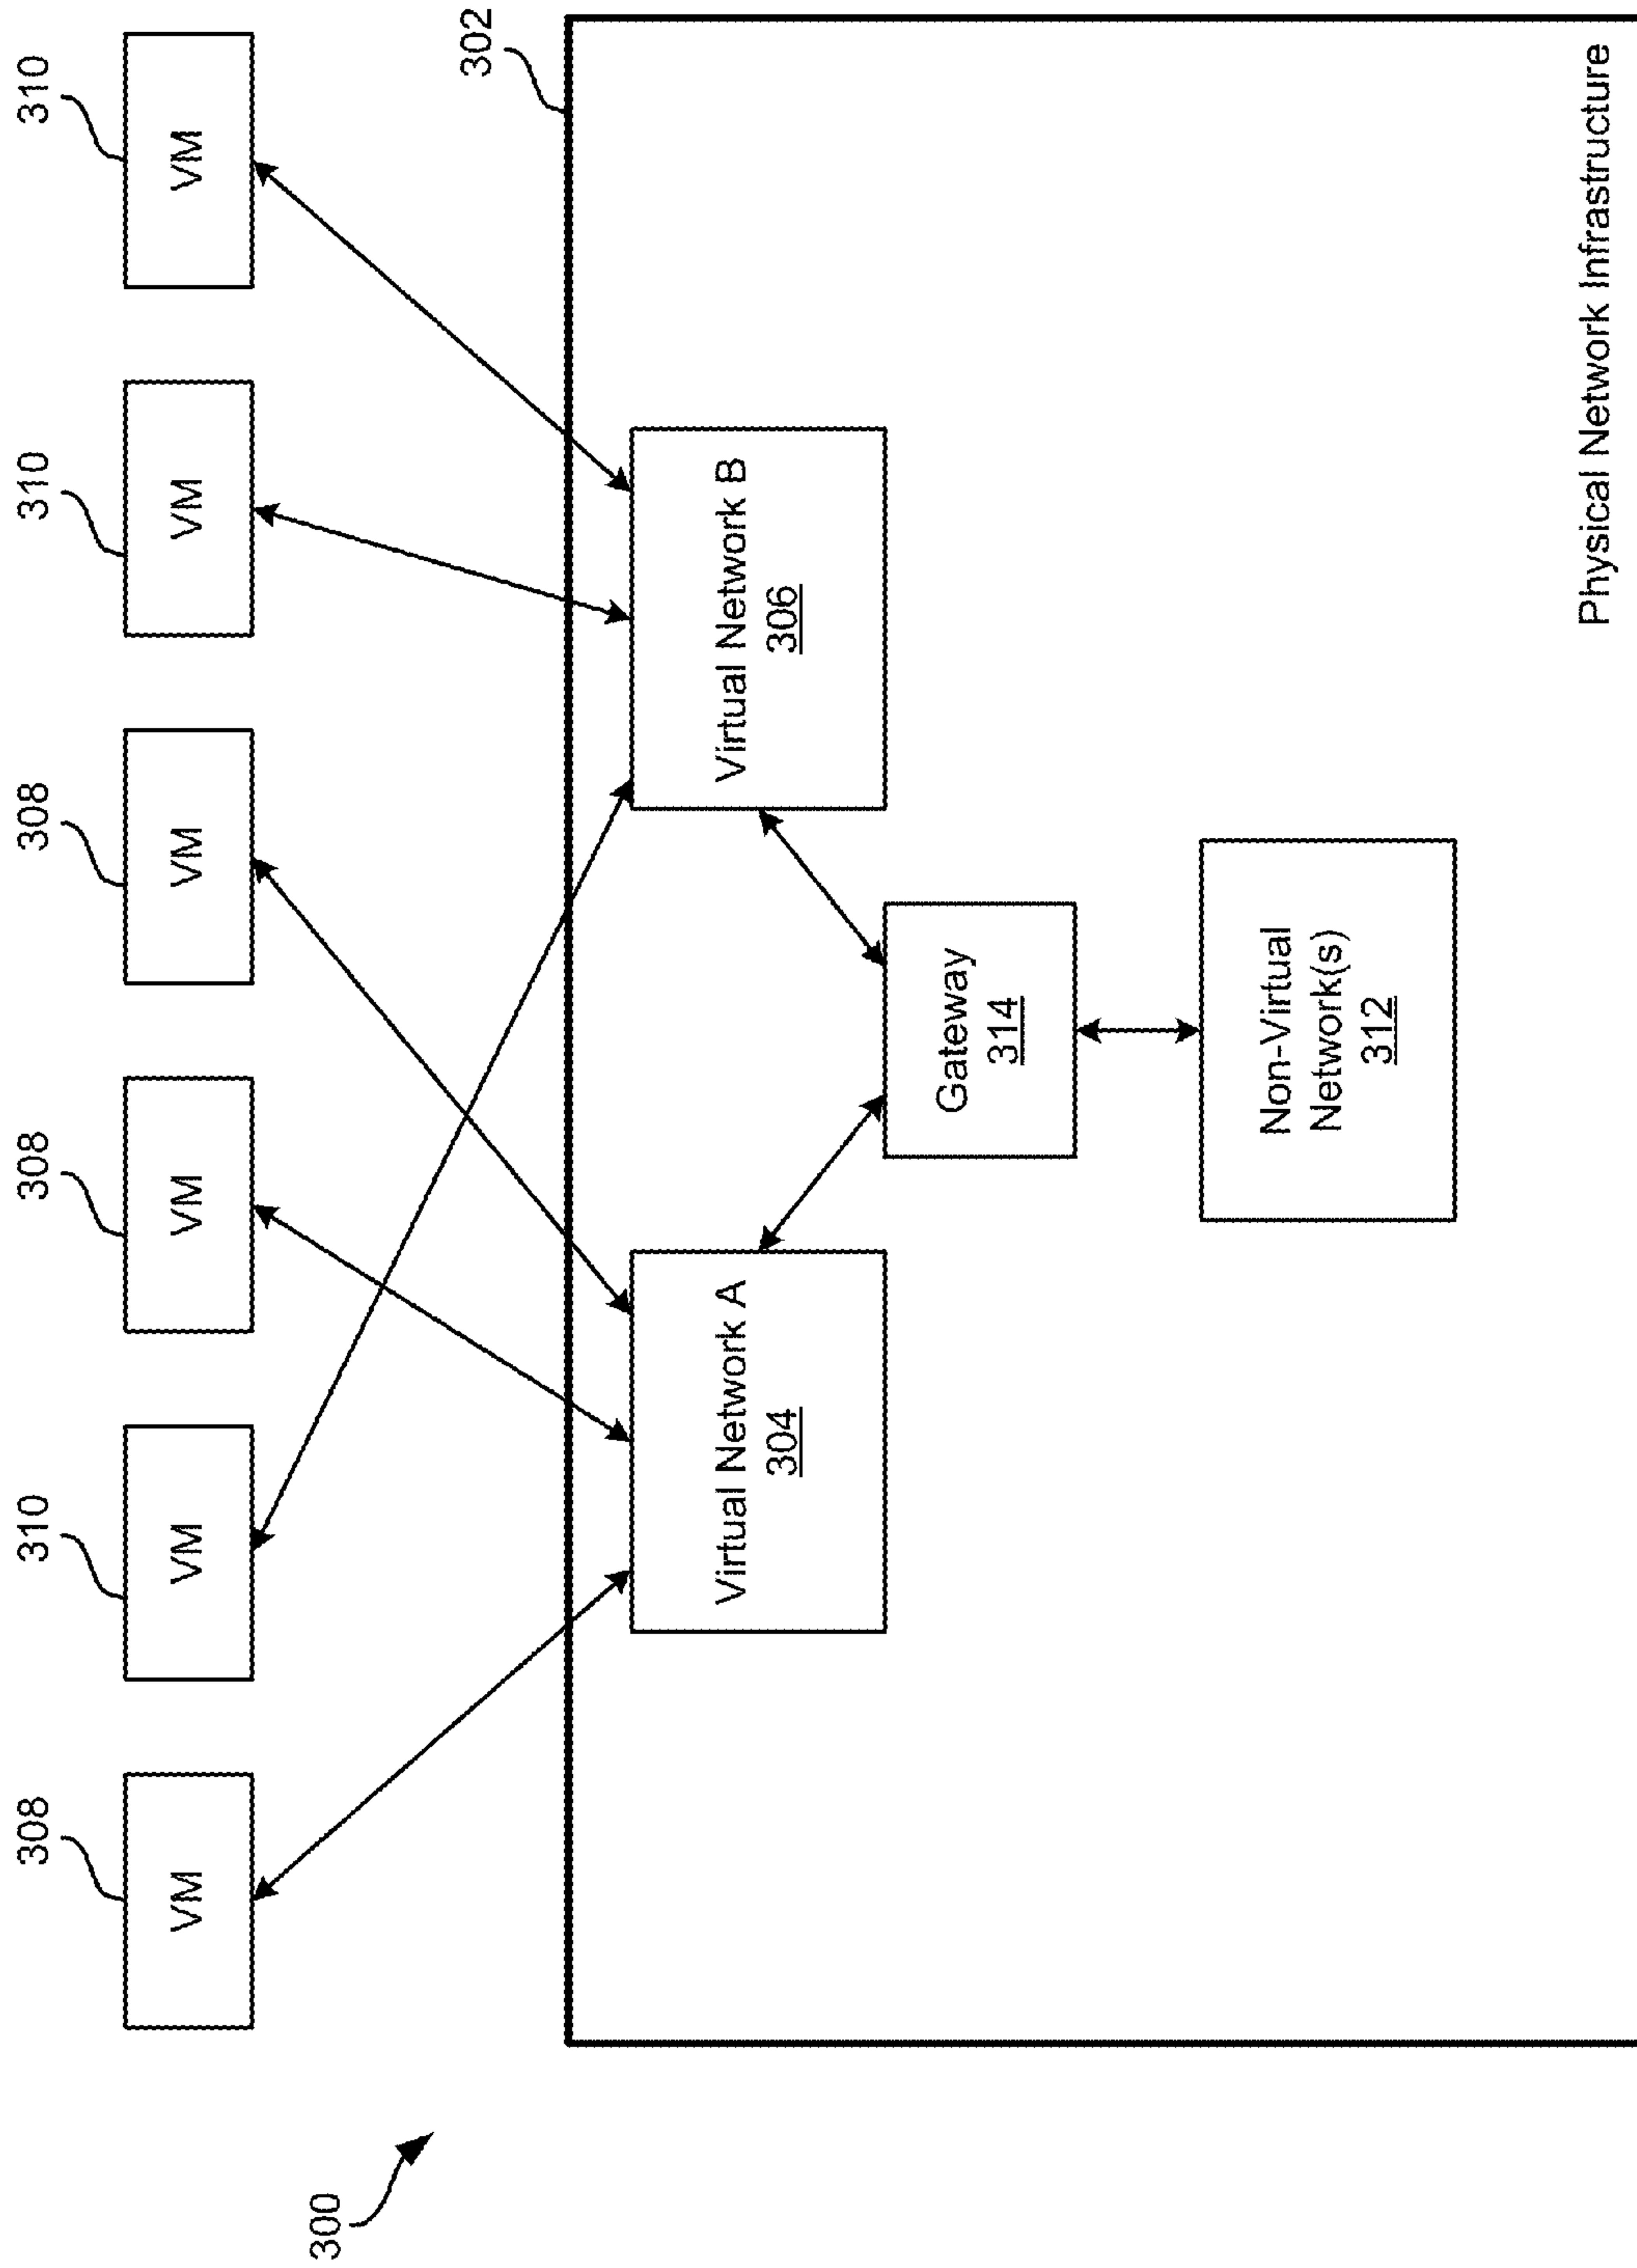 308
310
308
308
310
310
VM
VM
VM
VM
VM
VM
300
302
Virtual Network A
304
Virtual Network B
306
Gateway
314
Non-Virtual
Network(s)
312
Physical Network Infrastructure